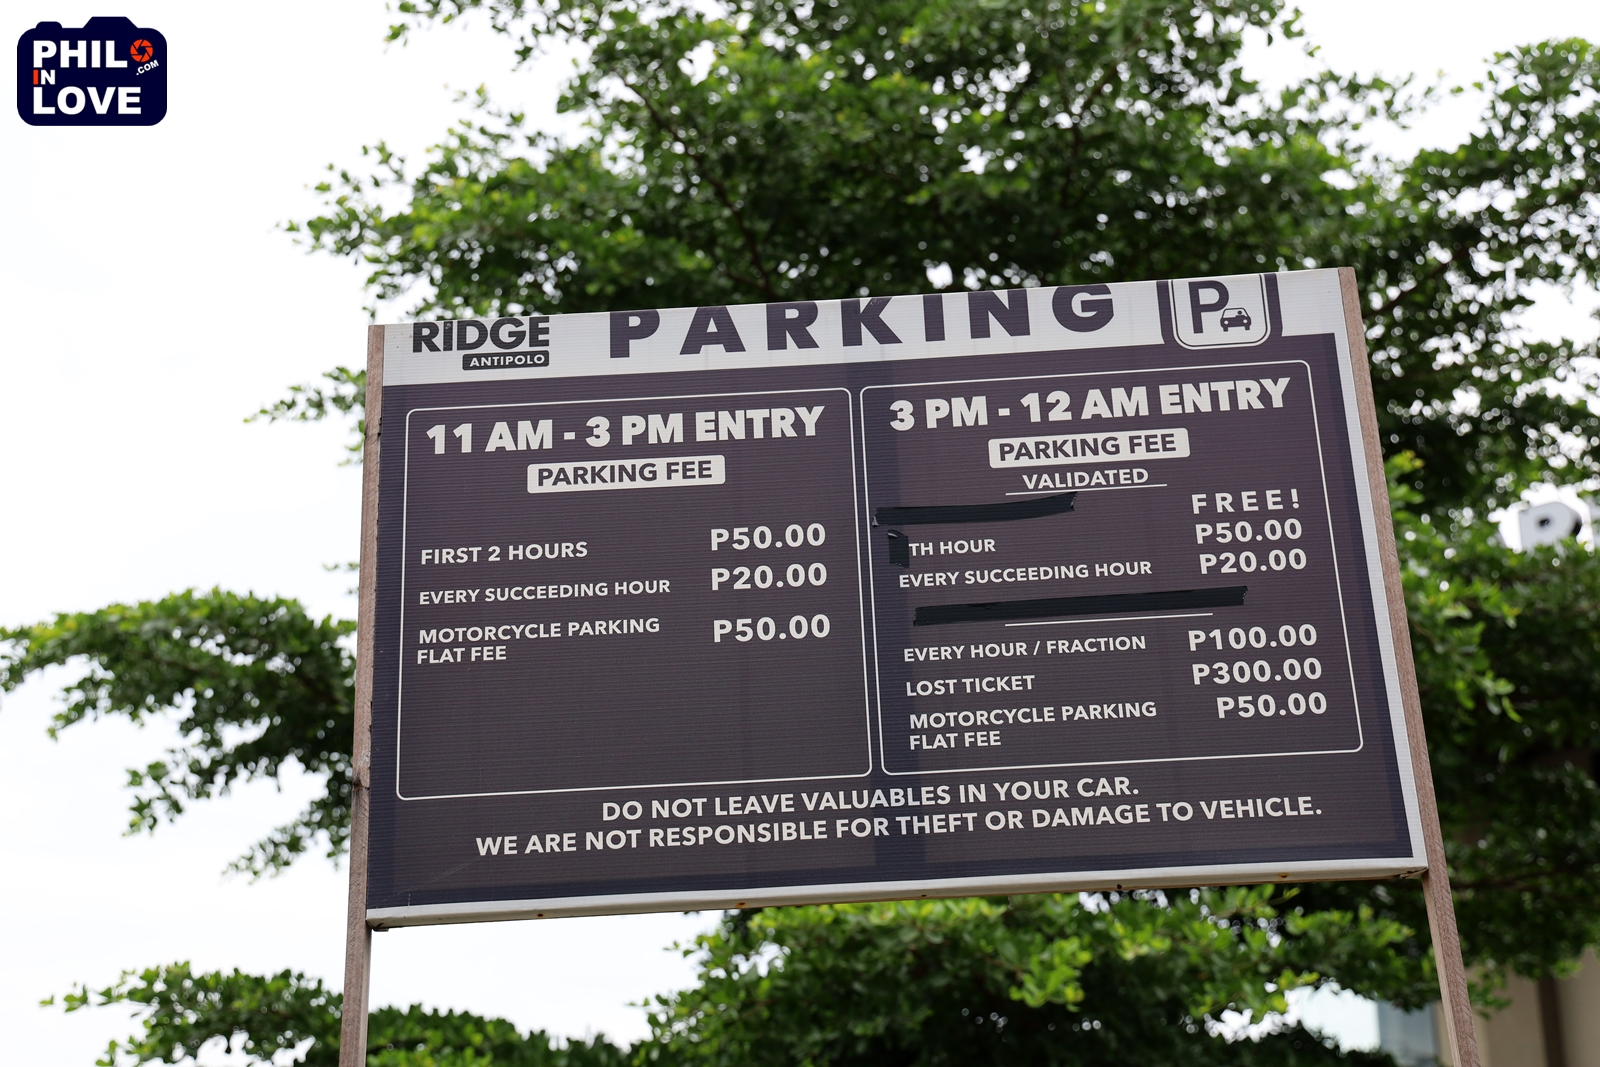 PHIL
IN
.COM
LOVE
RIDGE
ANTIPOLO
PARKING
P
11 AM - 3 PM ENTRY
PARKING FEE
FIRST 2 HOURS P50.00
EVERY SUCCEEDING HOUR P20.00
MOTORCYCLE PARKING P50.00
FLAT FEE
3 PM - 12 AM ENTRY
PARKING FEE
VALIDATED
FREE!
TH HOUR P50.00
EVERY SUCCEEDING HOUR P20.00
EVERY HOUR / FRACTION P100.00
LOST TICKET P300.00
MOTORCYCLE PARKING P50.00
FLAT FEE
DO NOT LEAVE VALUABLES IN YOUR CAR.
WE ARE NOT RESPONSIBLE FOR THEFT OR DAMAGE TO VEHICLE.